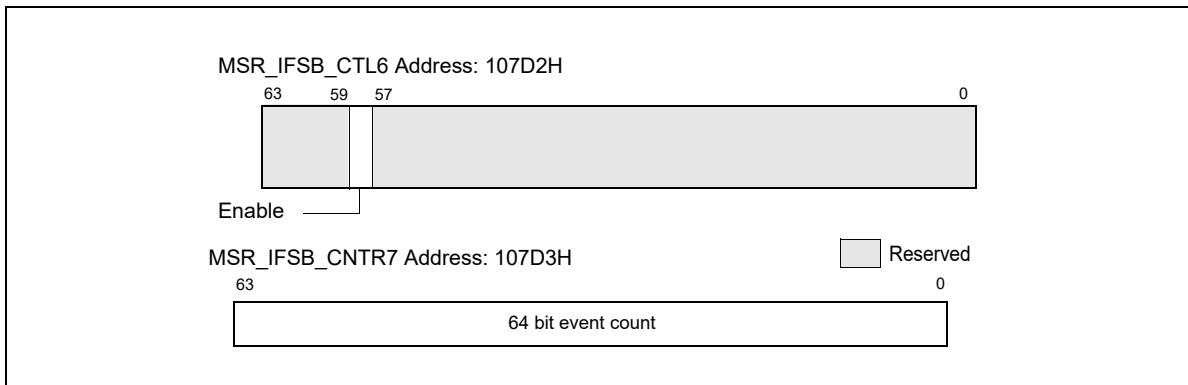 MSR_IFSB_CTL6 Address: 107D2H
63 59 57 0
Enable
MSR_IFSB_CNTR7 Address: 107D3H
Reserved
63 0
64 bit event count